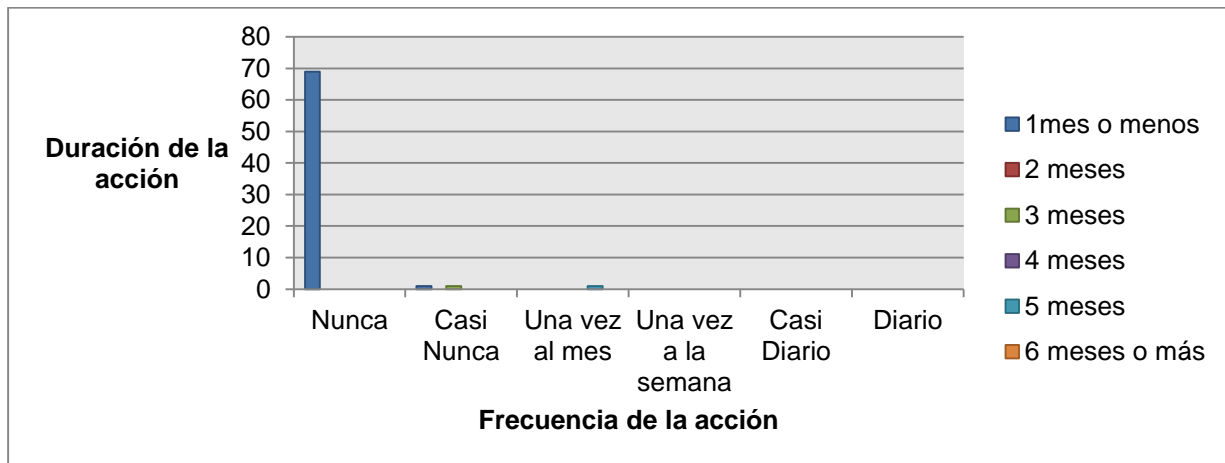 80
70
60
50
40
30
20
10
0
Duración de la
acción
Nunca
Casi
Nunca
Una vez
al mes
Una vez
a la
semana
Casi
Diario
Diario
Frecuencia de la acción
1mes o menos
2 meses
3 meses
4 meses
5 meses
6 meses o más